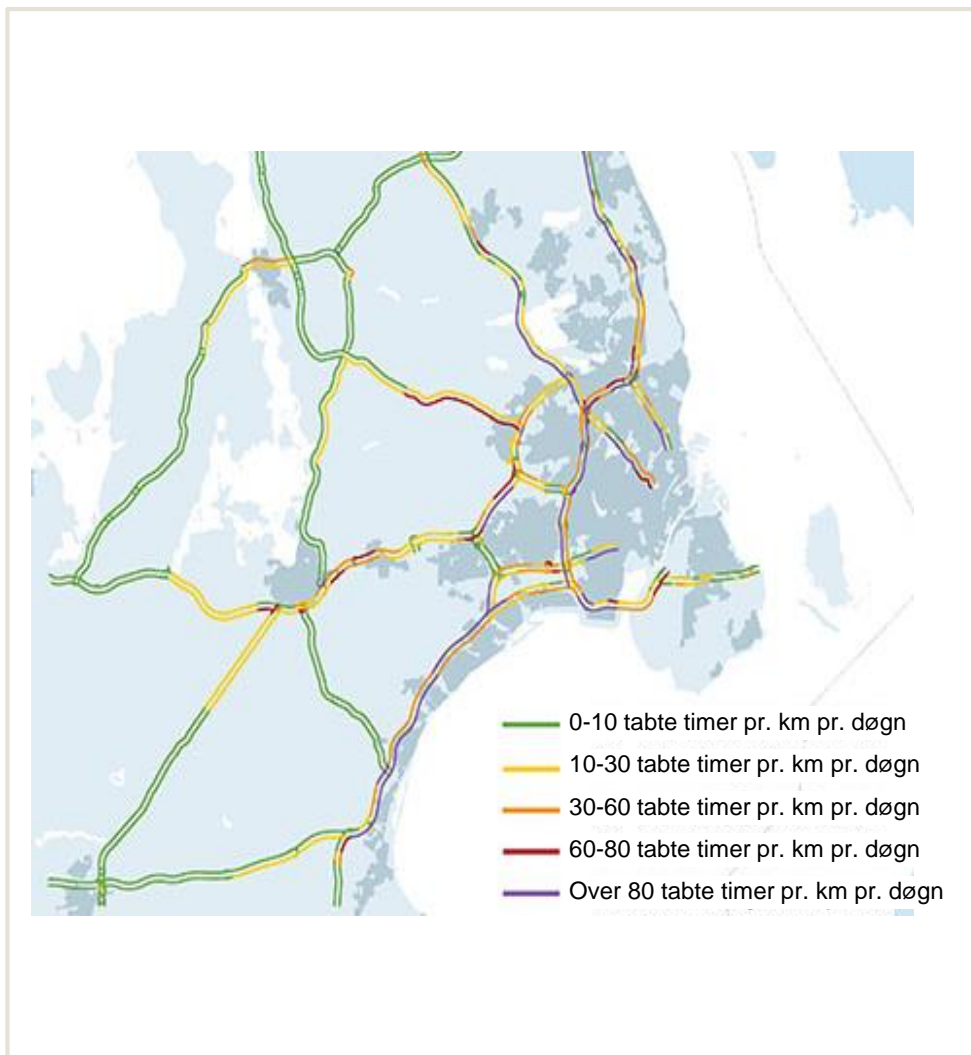 0-10 tabte timer pr. km pr. døgn
10-30 tabte timer pr. km pr. døgn
30-60 tabte timer pr. km pr. døgn
60-80 tabte timer pr. km pr. døgn
Over 80 tabte timer pr. km pr. døgn